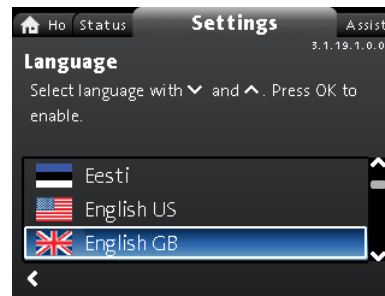 Ho Status Settings Assist
3.1.19.1.0.0
Language
Select language with and . Press OK to
enable.
Eesti
English US
English GB